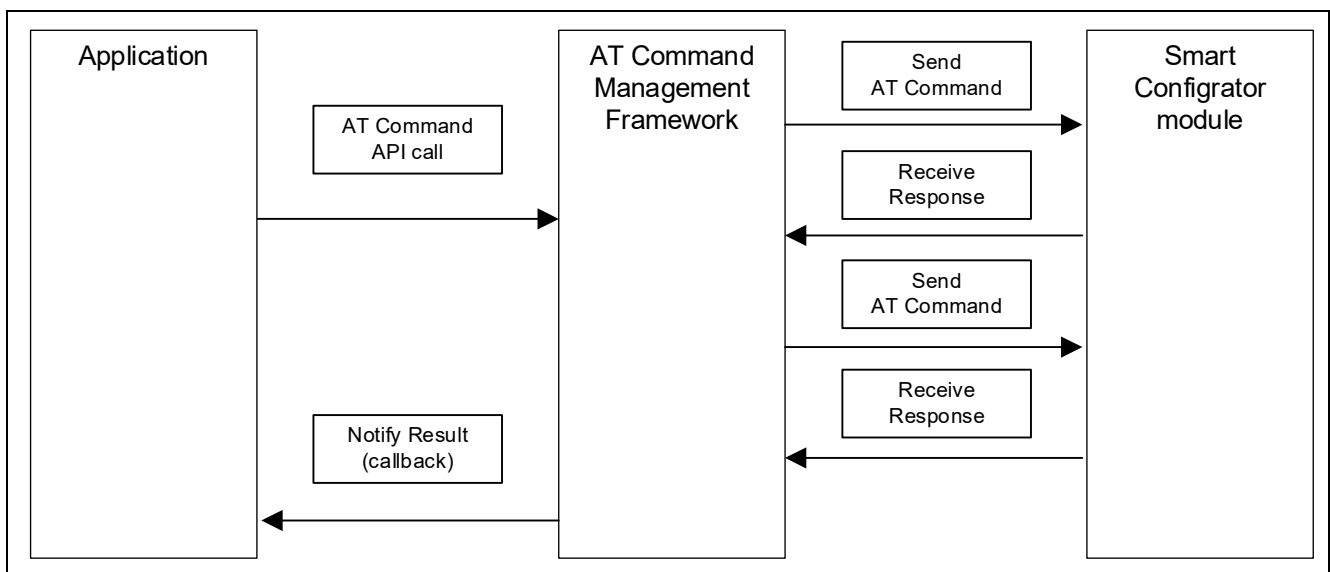 Application
AT Command
Management
Framework
Smart
Configrator
module
Send
AT Command
AT Command
API call
Receive
Response
Send
AT Command
Receive
Response
Notify Result
(callback)